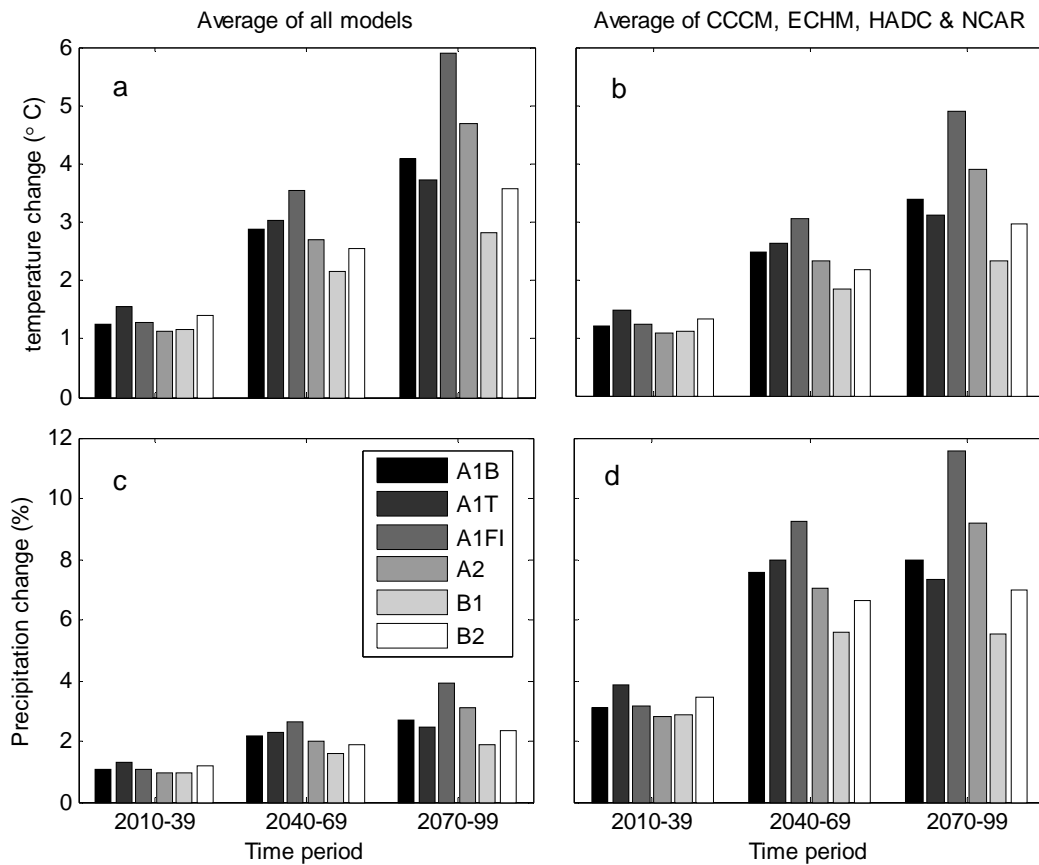 Average of all models
Average of CCCM, ECHM, HADC & NCAR
a
b
temperature change (° C)
6
5
4
3
2
1
0
c
d
Precipitation change (%)
12
10
8
6
4
2
0
A1B
A1T
A1FI
A2
B1
B2
2010-39
2040-69
2070-99
2010-39
2040-69
2070-99
Time period
Time period